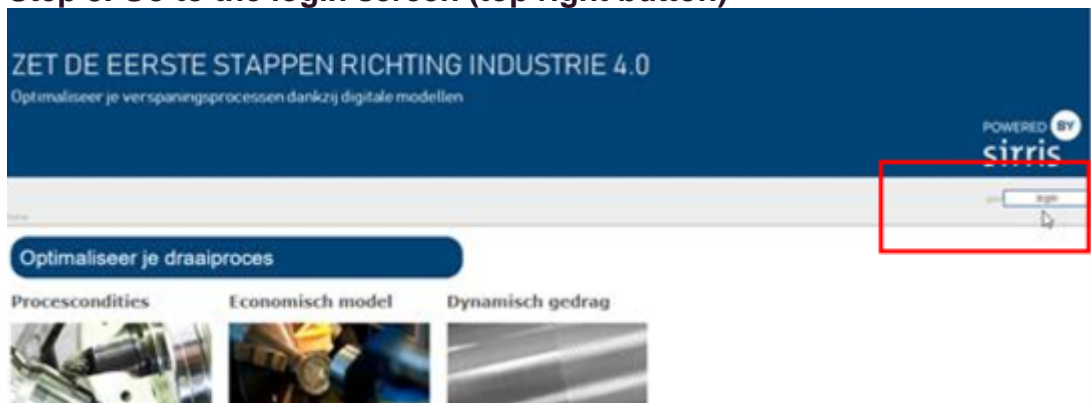 Step 3: Go to the login screen (top right button)
ZET DE EERSTE STAPPEN RICHTING INDUSTRIE 4.0
Optimaliseer je verspaningsprocessen dankzij digitale modellen
POWERED BY
sirris
login
Optimaliseer je draaiproces
Procescondities Economisch model Dynamisch gedrag